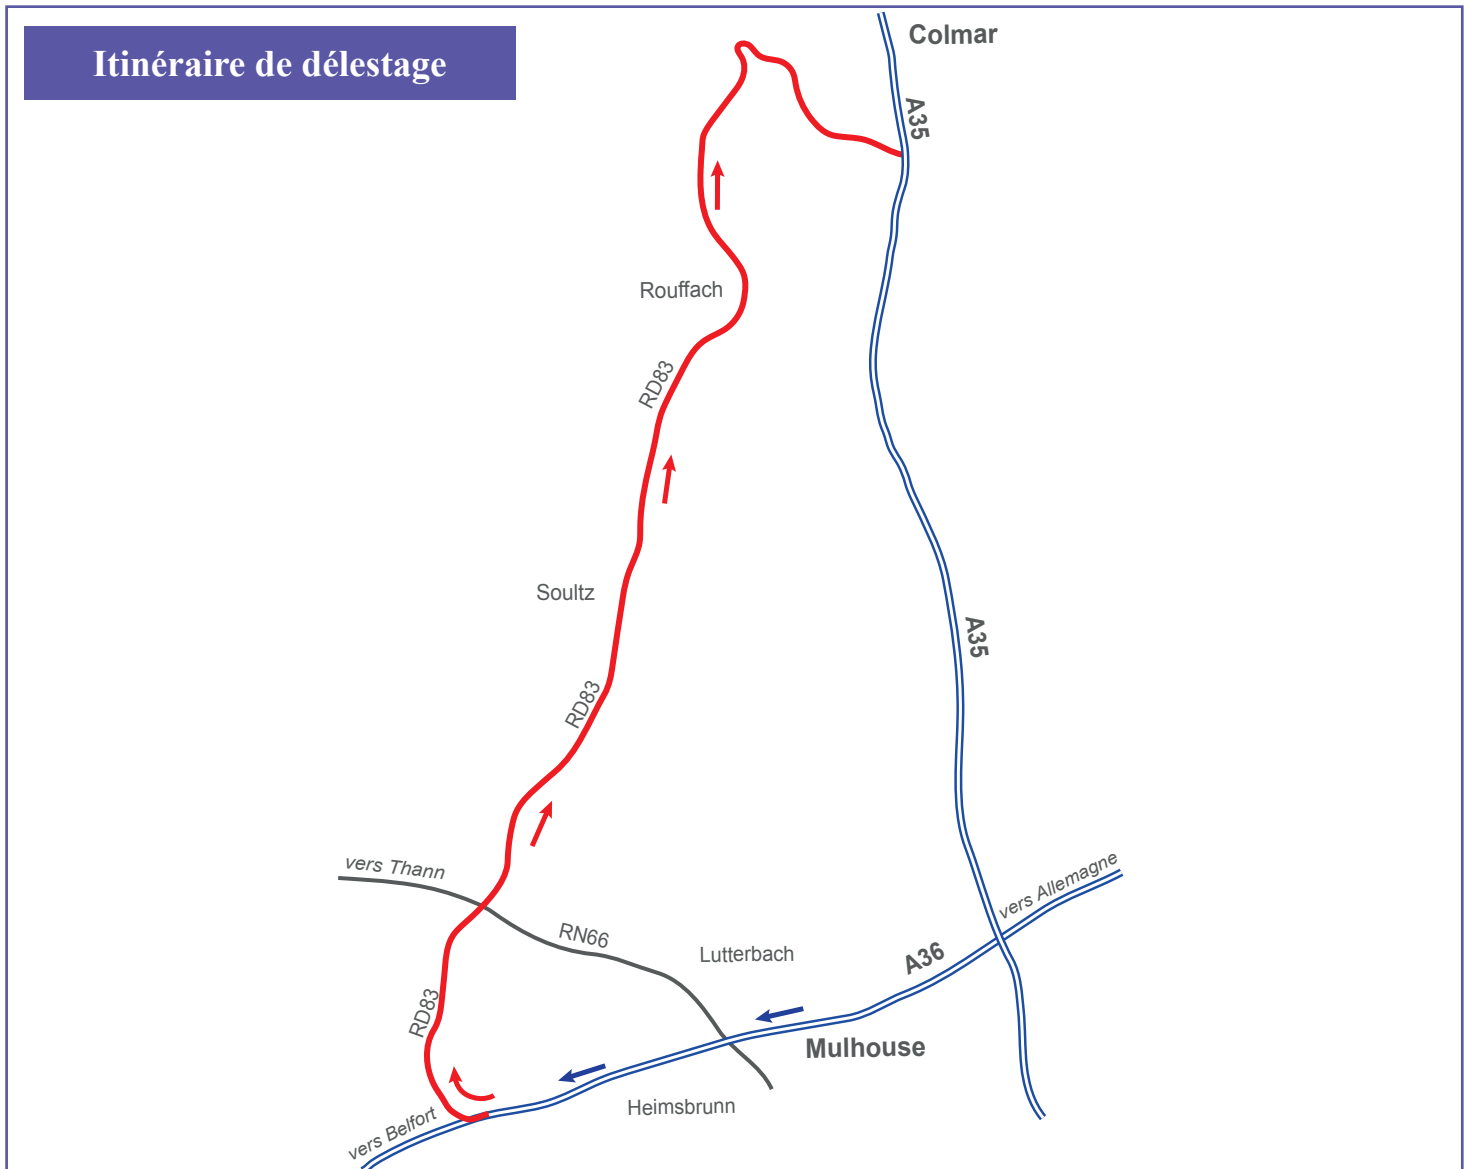 Itinéraire de délestage
Colmar
A35
Rouffach
RD83
Soultz
A35
RD83
vers Thann
vers Allemagne
RN66
Lutterbach
A36
RD83
Mulhouse
Heimsbrunn
vers Belfort